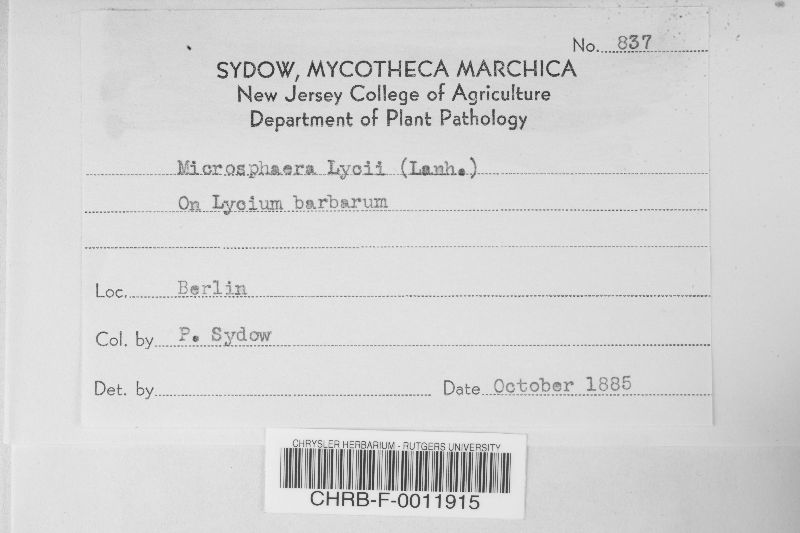 No. 837
SYDOW, MYCOTHECA MARCHICA
New Jersey College of Agriculture
Department of Plant Pathology
Microsphaera Lycii (Lanh.)
On Lycium barbarum
Loc. Berlin
Col. by P. Sydow
Det. by
Date October 1885
CHRYSLER HERBARIUM - RUTGERS UNIVERSITY
CHRB-F-0011915